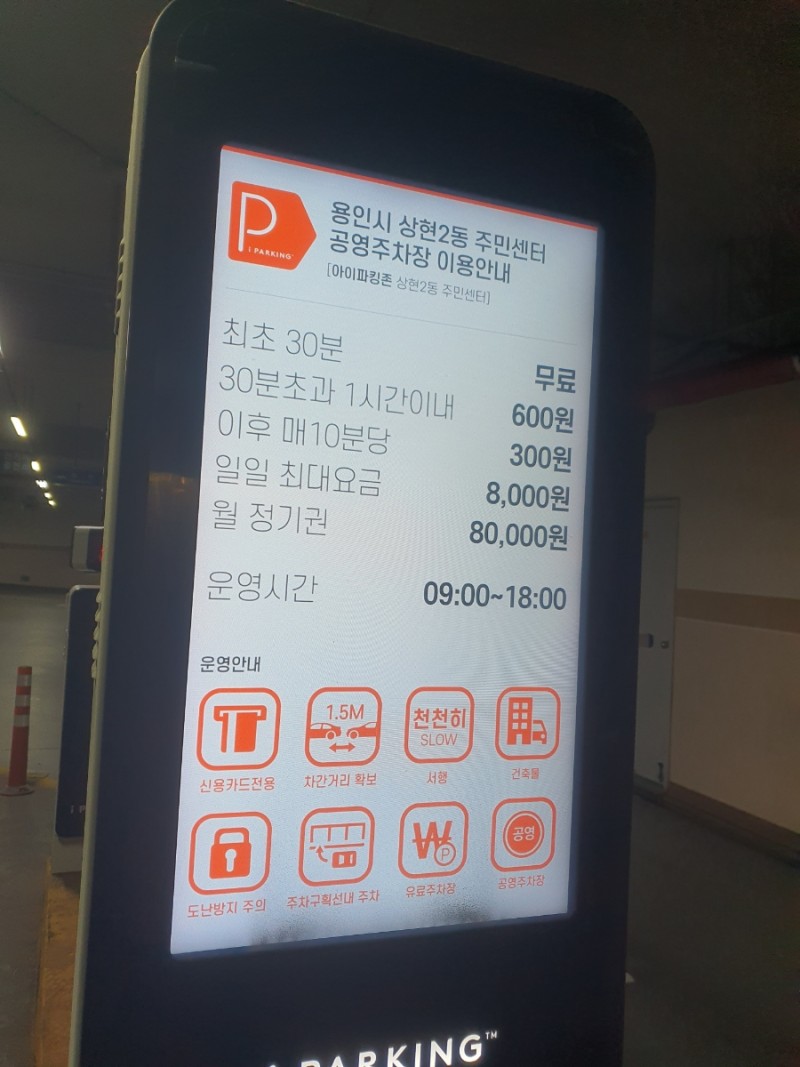 P
i PARKING
용인시 상현2동 주민센터
공영주차장 이용안내
[아이파킹존 상현2동 주민센터]
최초 30분 무료
30분초과 1시간이내 600원
이후 매10분당 300원
일일 최대요금 8,000원
월 정기권 80,000원
운영시간 09:00~18:00
운영안내
신용카드전용
1.5M
차간거리 확보
천천히
SLOW
서행
건축물
도난방지 주의
주차구획선내 주차
W P
유료주차장
공영
공영주차장
i PARKING™